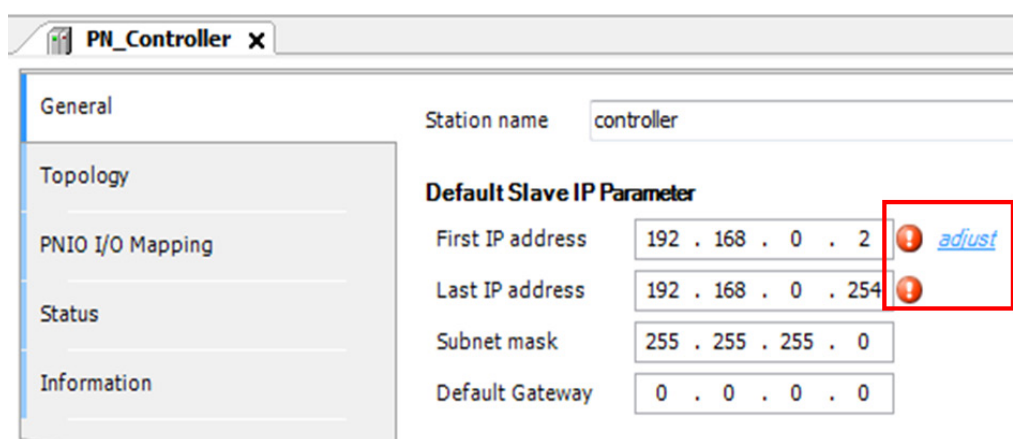 PN_Controller x
General
Station name controller
Topology
Default Slave IP Parameter
First IP address 192 . 168 . 0 . 2 adjust
PNIO I/O Mapping
Last IP address 192 . 168 . 0 . 254
Status
Subnet mask 255 . 255 . 255 . 0
Information
Default Gateway 0 . 0 . 0 . 0